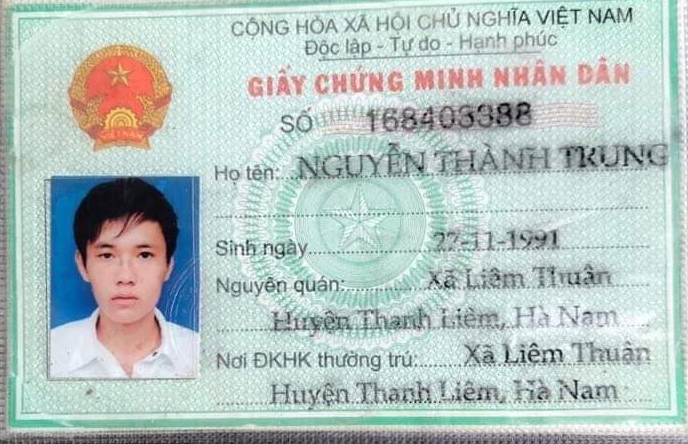 CỘNG HÒA XÃ HỘI CHỦ NGHĨA VIỆT NAM
Độc lập - Tự do - Hạnh phúc
GIẤY CHỨNG MINH NHÂN DÂN
SỐ 168403388
VIỆT NAM
Họ tên: NGUYỄN THÀNH TRUNG
Sinh ngày 27-11-1991
Nguyên quán: Xã Liêm Thuận
Huyện Thanh Liêm, Hà Nam
Nơi ĐKHK thường trú: Xã Liêm Thuận
Huyện Thanh Liêm, Hà Nam